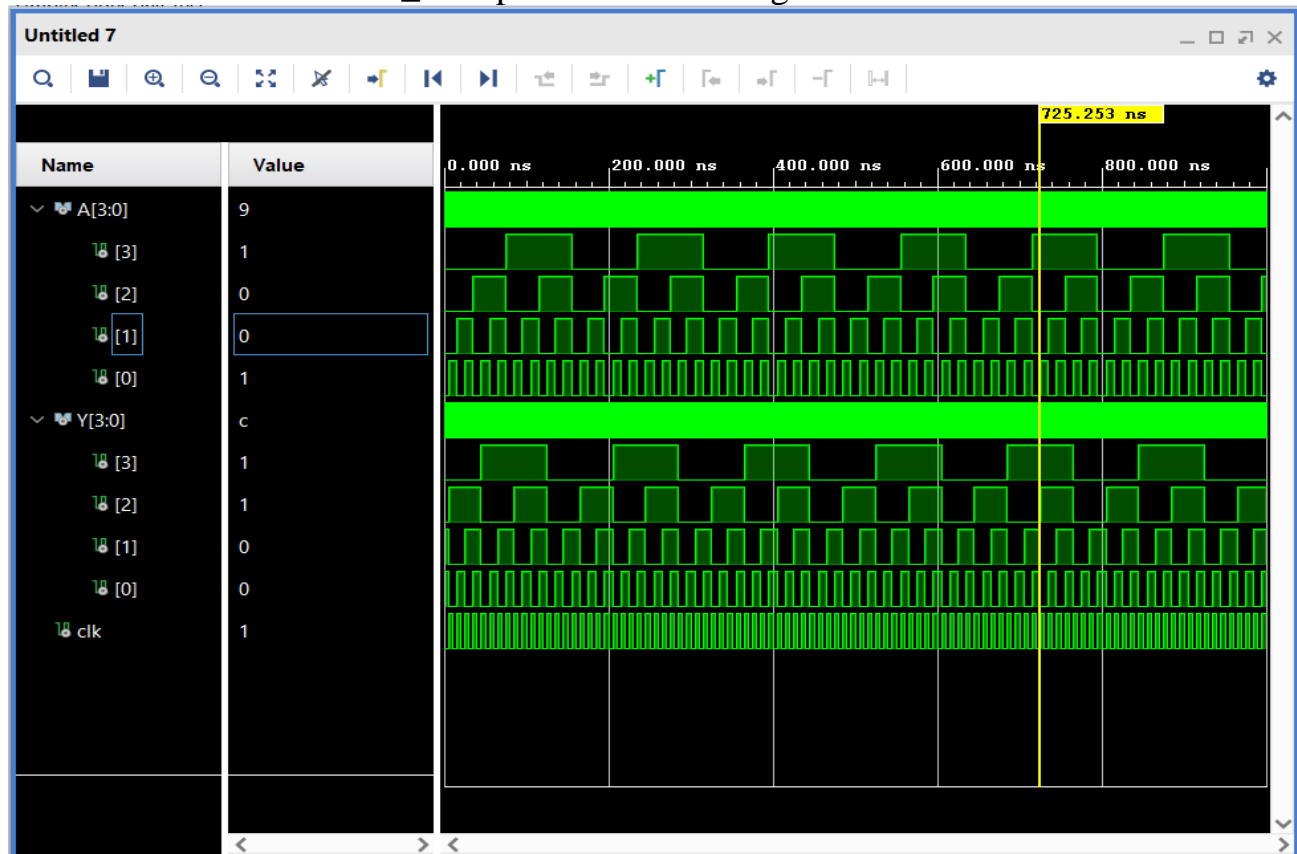 Untitled 7
725.253 ns
Name Value 0.000 ns 200.000 ns 400.000 ns 600.000 ns 800.000 ns
A[3:0] 9
[3] 1
[2] 0
[1] 0
[0] 1
Y[3:0] c
[3] 1
[2] 1
[1] 0
[0] 0
clk 1